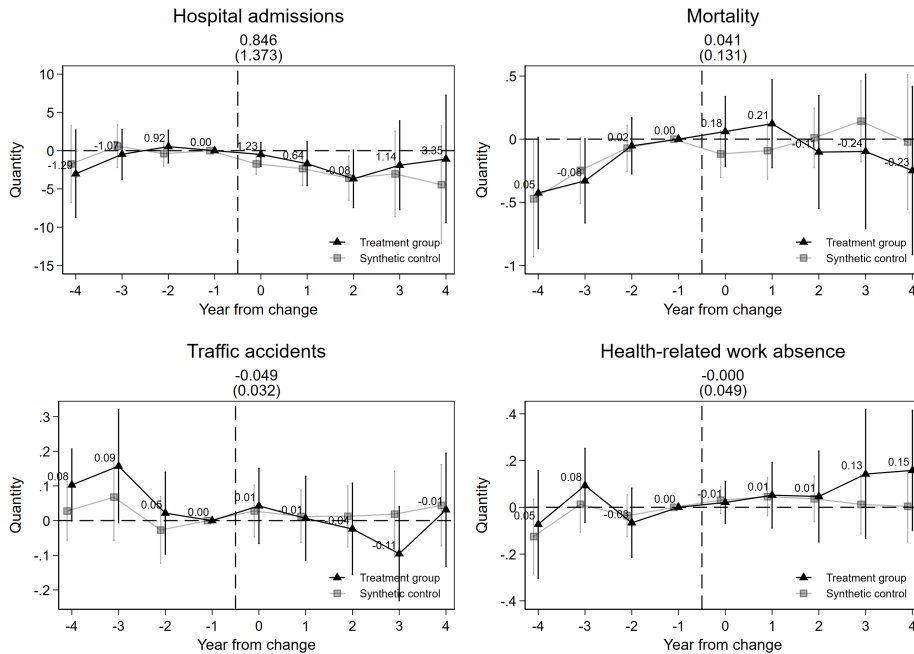 Hospital admissions
0.846
(1.373)
Quantity
10
5
0
-5
-10
-15
-1.29
-1.07
0.92
0.00
1.23
0.64
-0.08
1.14
3.35
Treatment group
Synthetic control
-4 -3 -2 -1 0 1 2 3 4
Year from change
Mortality
0.041
(0.131)
Quantity
.5
0
-.5
-1
0.05
-0.08
0.02
0.00
0.18
0.21
-0.11
-0.24
-0.23
Treatment group
Synthetic control
-4 -3 -2 -1 0 1 2 3 4
Year from change
Traffic accidents
-0.049
(0.032)
Quantity
.3
.2
.1
0
-.1
-.2
0.08
0.09
0.05
0.00
0.01
-0.01
-0.04
-0.11
-0.01
Treatment group
Synthetic control
-4 -3 -2 -1 0 1 2 3 4
Year from change
Health-related work absence
-0.000
(0.049)
Quantity
.4
.2
0
-.2
-.4
0.05
0.08
-0.03
0.00
-0.01
0.01
0.01
0.13
0.15
Treatment group
Synthetic control
-4 -3 -2 -1 0 1 2 3 4
Year from change